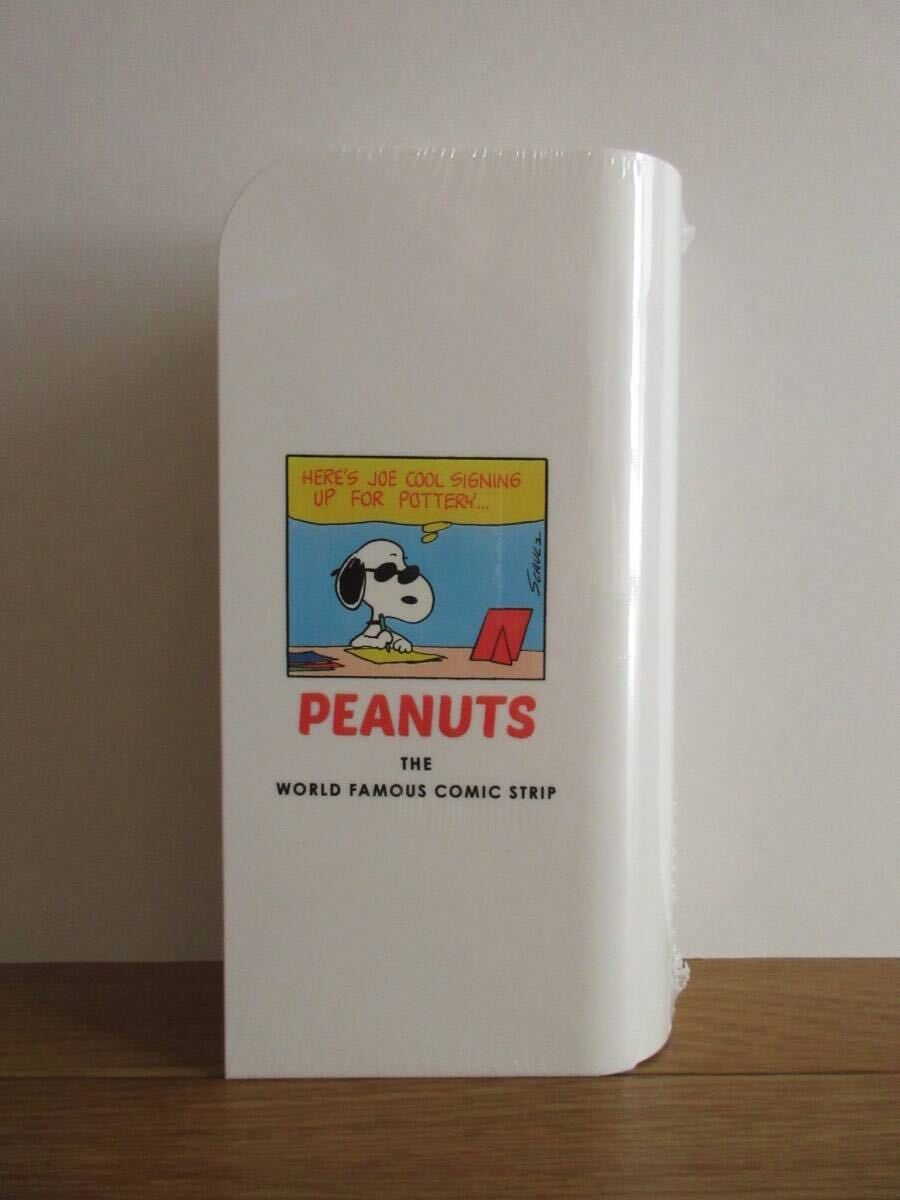 HERE'S JOE COOL SIGNING
UP FOR POTTERY...
SCHULZ
PEANUTS
THE
WORLD FAMOUS COMIC STRIP